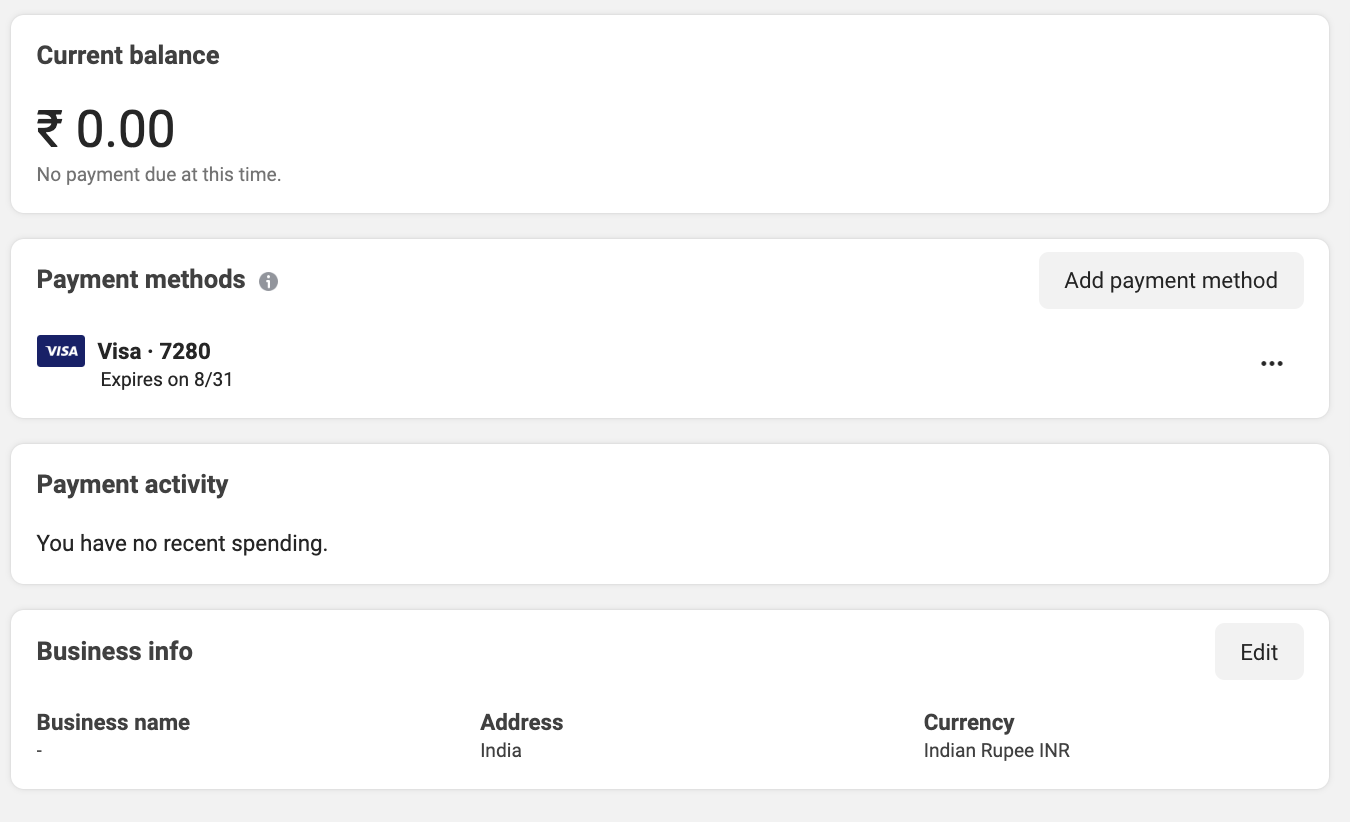 Current balance
₹ 0.00
No payment due at this time.
Payment methods
Add payment method
VISA
Visa · 7280
Expires on 8/31
Payment activity
You have no recent spending.
Business info
Edit
Business name
-
Address
India
Currency
Indian Rupee INR